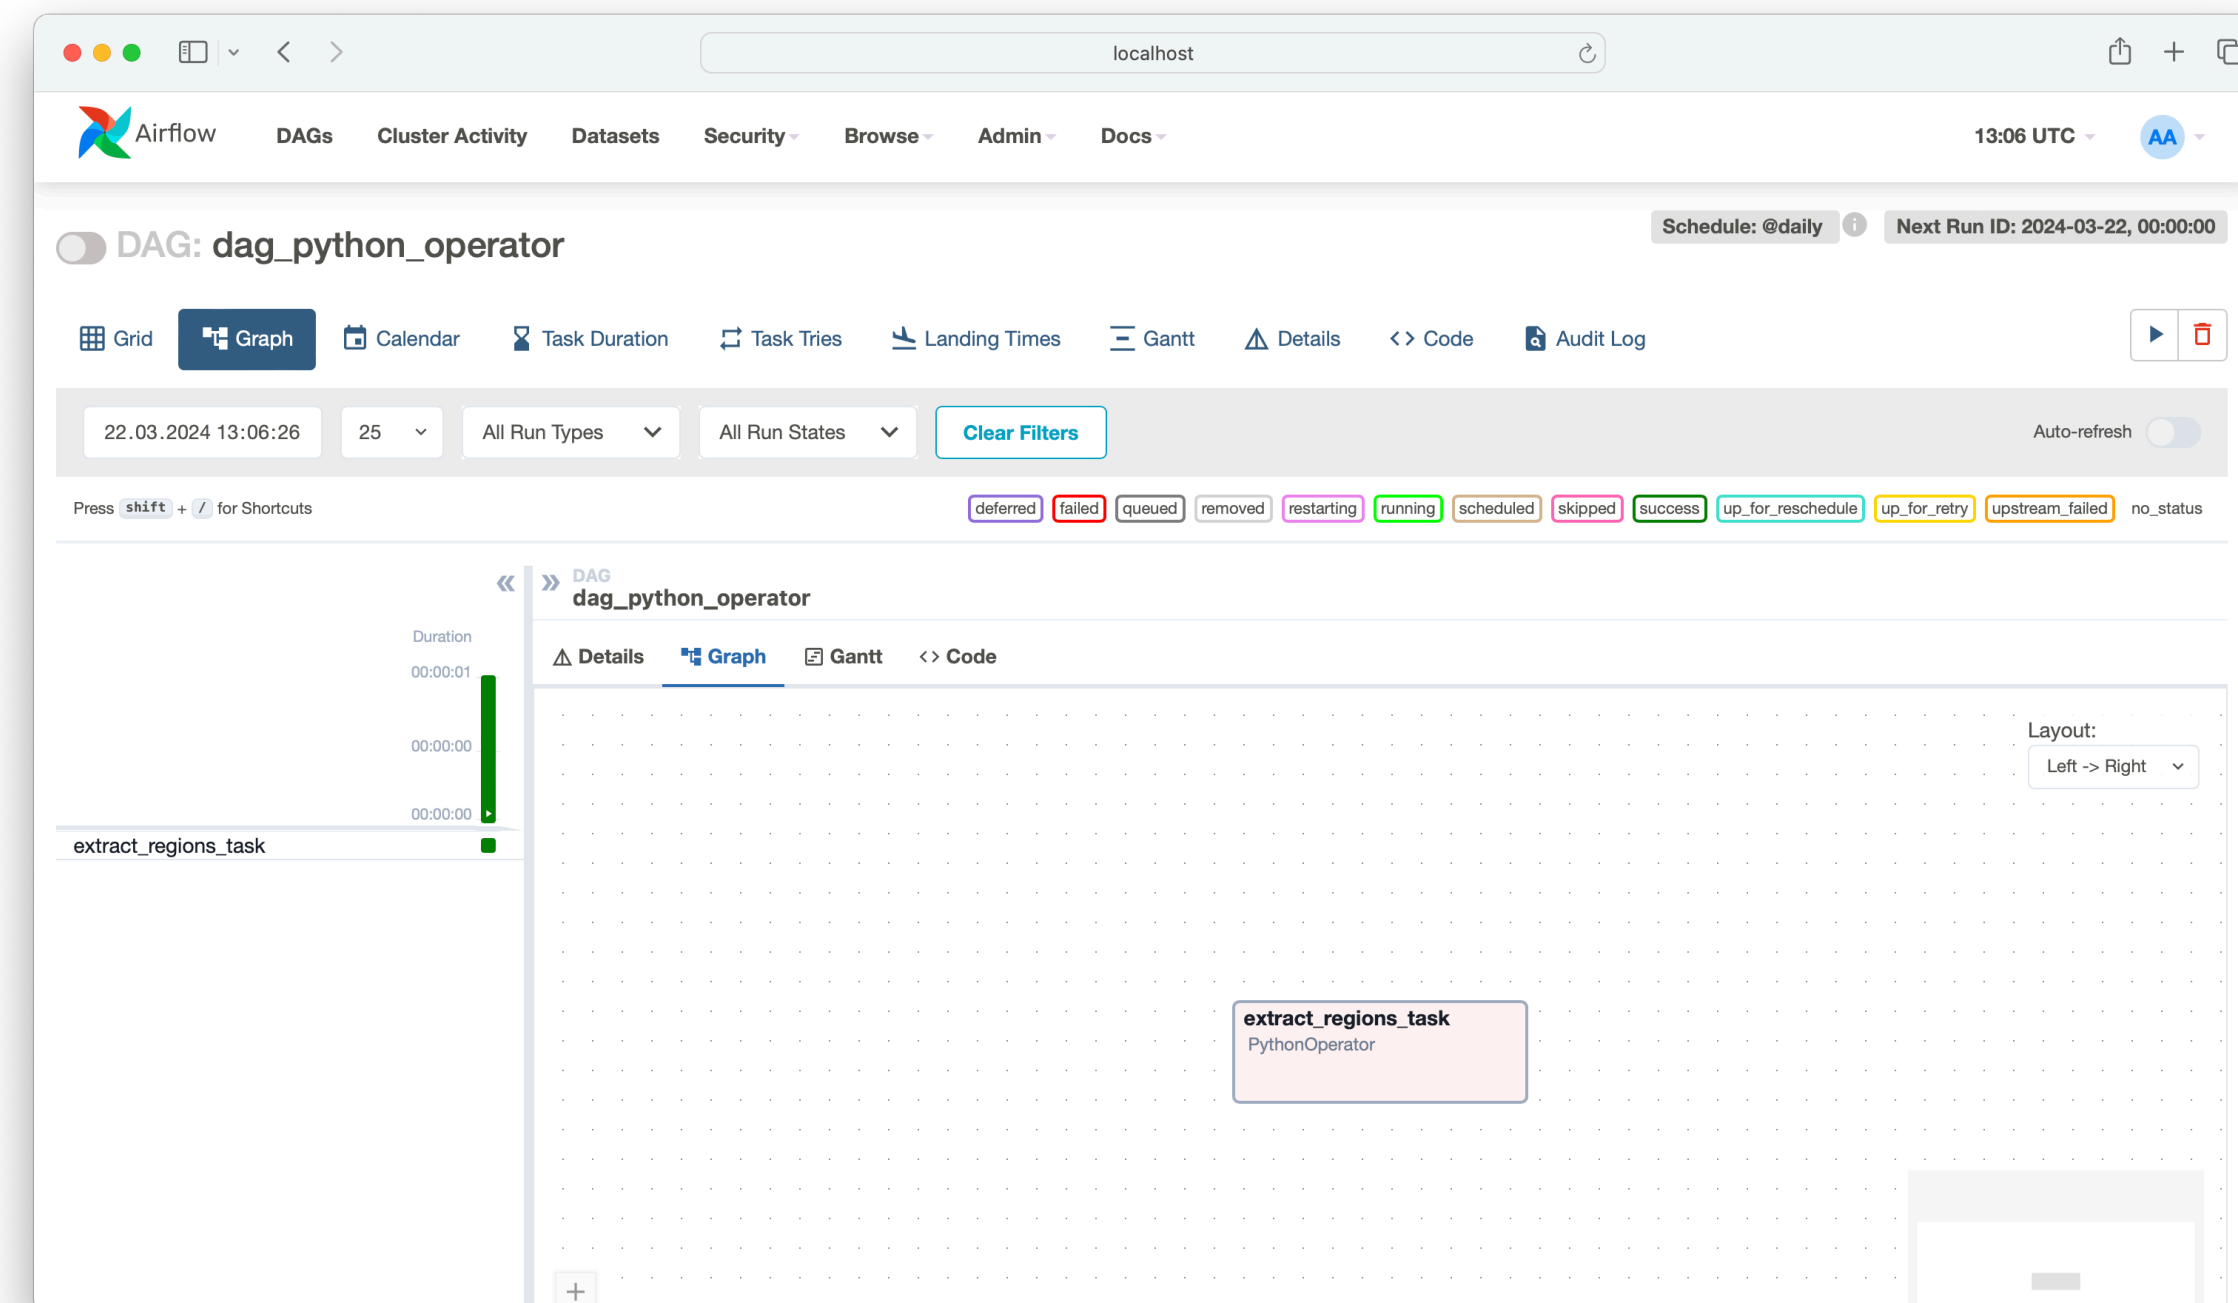 localhost
Airflow DAGs Cluster Activity Datasets Security Browse Admin Docs 13:06 UTC AA
Schedule: @daily i Next Run ID: 2024-03-22, 00:00:00
DAG: dag_python_operator
Grid Graph Calendar Task Duration Task Tries Landing Times Gantt Details Code Audit Log
22.03.2024 13:06:26 25 All Run Types All Run States Clear Filters Auto-refresh
Press shift + / for Shortcuts deferred failed queued removed restarting running scheduled skipped success up_for_reschedule up_for_retry upstream_failed no_status
DAG
dag_python_operator
Duration
Details Graph Gantt Code
00:00:01
Layout:
00:00:00
Left -> Right
00:00:00
extract_regions_task
extract_regions_task
PythonOperator